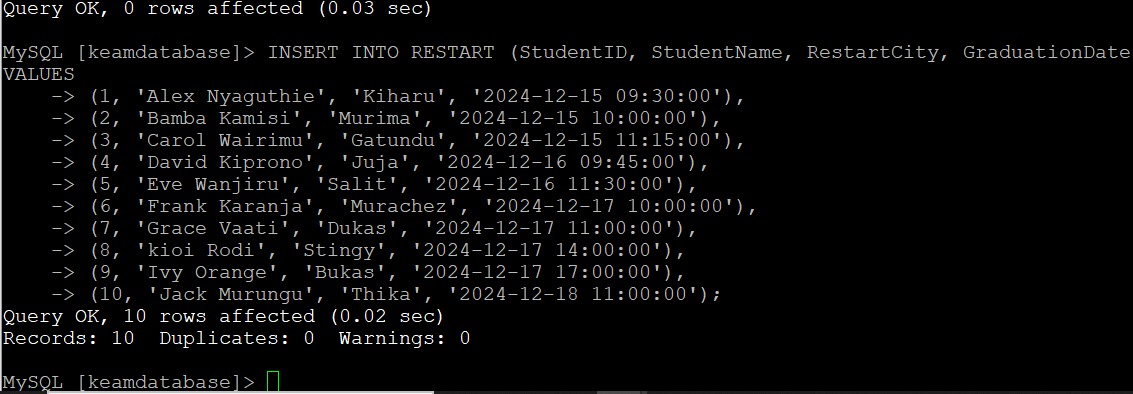 Query OK, 0 rows affected (0.03 sec)
MySQL [keamdatabase]> INSERT INTO RESTART (StudentID, StudentName, RestartCity, GraduationDate
VALUES
-> (1, 'Alex Nyaguthie', 'Kiharu', '2024-12-15 09:30:00'),
-> (2, 'Bamba Kamisi', 'Murima', '2024-12-15 10:00:00'),
-> (3, 'Carol Wairimu', 'Gatundu', '2024-12-15 11:15:00'),
-> (4, 'David Kiprono', 'Juja', '2024-12-16 09:45:00'),
-> (5, 'Eve Wanjiru', 'Salit', '2024-12-16 11:30:00'),
-> (6, 'Frank Karanja', 'Murachez', '2024-12-17 10:00:00'),
-> (7, 'Grace Vaati', 'Dukas', '2024-12-17 11:00:00'),
-> (8, 'kioi Rodi', 'Stingy', '2024-12-17 14:00:00'),
-> (9, 'Ivy Orange', 'Bukas', '2024-12-17 17:00:00'),
-> (10, 'Jack Murungu', 'Thika', '2024-12-18 11:00:00');
Query OK, 10 rows affected (0.02 sec)
Records: 10  Duplicates: 0  Warnings: 0
MySQL [keamdatabase]>